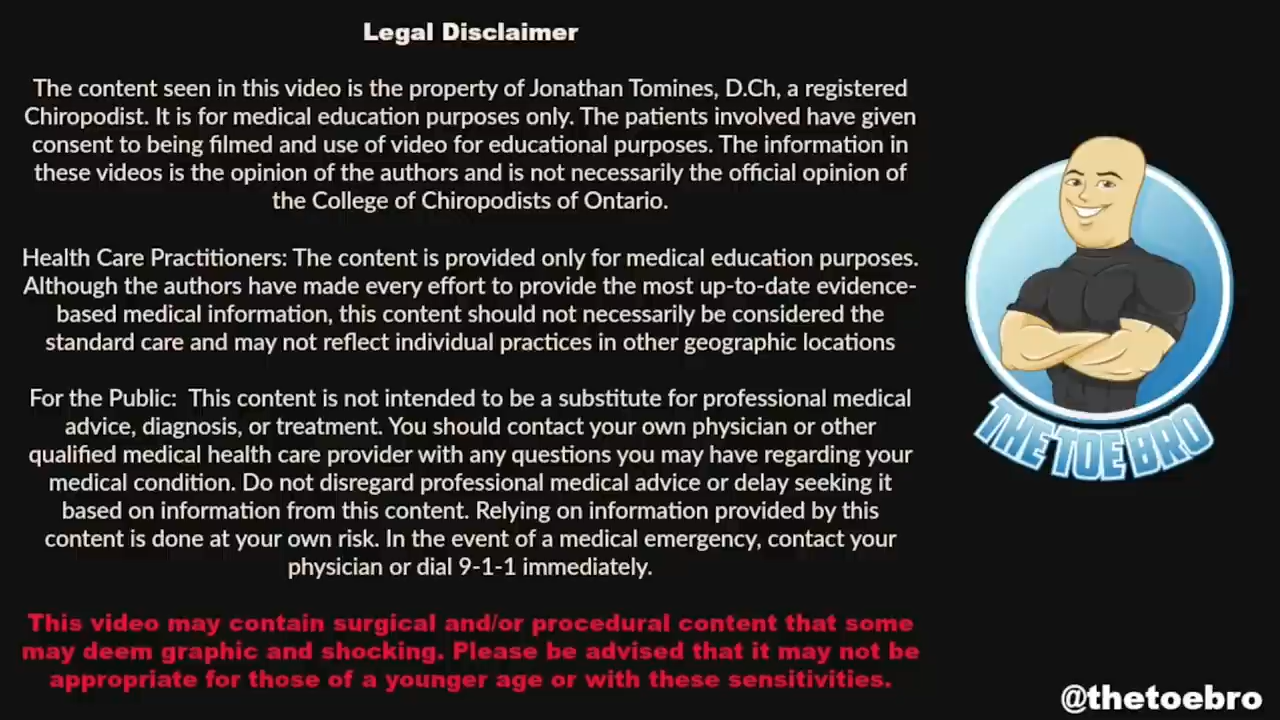 Legal Disclaimer
The content seen in this video is the property of Jonathan Tomines, D.Ch, a registered
Chiropodist. It is for medical education purposes only. The patients involved have given
consent to being filmed and use of video for educational purposes. The information in
these videos is the opinion of the authors and is not necessarily the official opinion of
the College of Chiropodists of Ontario.
Health Care Practitioners: The content is provided only for medical education purposes.
Although the authors have made every effort to provide the most up-to-date evidence-
based medical information, this content should not necessarily be considered the
standard care and may not reflect individual practices in other geographic locations
For the Public:  This content is not intended to be a substitute for professional medical
advice, diagnosis, or treatment. You should contact your own physician or other
qualified medical health care provider with any questions you may have regarding your
medical condition. Do not disregard professional medical advice or delay seeking it
based on information from this content. Relying on information provided by this
content is done at your own risk. In the event of a medical emergency, contact your
physician or dial 9-1-1 immediately.
This video may contain surgical and/or procedural content that some
may deem graphic and shocking. Please be advised that it may not be
appropriate for those of a younger age or with these sensitivities.
THE TOE BRO
@thetoebro